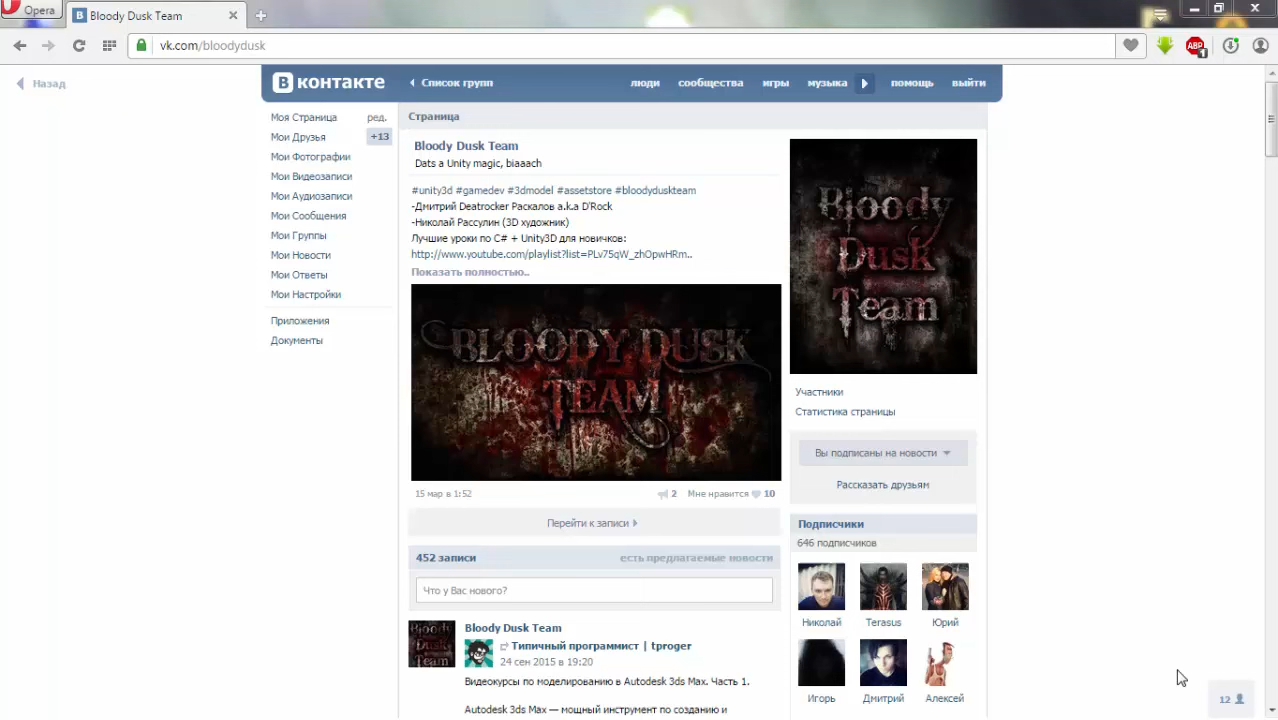 Opera
Bloody Dusk Team
vk.com/bloodydusk
ABP
1
Назад
В контакте
Список групп
люди
сообщества
игры
музыка
помощь
выйти
Моя Страница
ред.
Мои Друзья
+13
Мои Фотографии
Мои Видеозаписи
Мои Аудиозаписи
Мои Сообщения
Мои Группы
Мои Новости
Мои Ответы
Мои Настройки
Приложения
Документы
Страница
Bloody Dusk Team
Dats a Unity magic, biaaach
#unity3d #gamedev #3dmodel #assetstore #bloodyduskteam
-Дмитрий Deatrocker Раскалов a.k.a D'Rock
-Николай Рассулин (3D художник)
Лучшие уроки по C# + Unity3D для новичков:
http://www.youtube.com/playlist?list=PLv75qW_zhOpwHRm..
Показать полностью..
BLOODY DUSK
TEAM
15 мар в 1:52
2
Мне нравится
10
Перейти к записи
452 записи
есть предлагаемые новости
Что у Вас нового?
Bloody
Dusk
Team
Bloody Dusk Team
Типичный программист | tproger
24 сен 2015 в 19:20
Видеокурсы по моделированию в Autodesk 3ds Max. Часть 1.
Autodesk 3ds Max — мощный инструмент по созданию и
Bloody
Dusk
Team
Участники
Статистика страницы
Вы подписаны на новости
Рассказать друзьям
Подписчики
646 подписчиков
Николай
Terasus
Юрий
Игорь
Дмитрий
Алексей
12